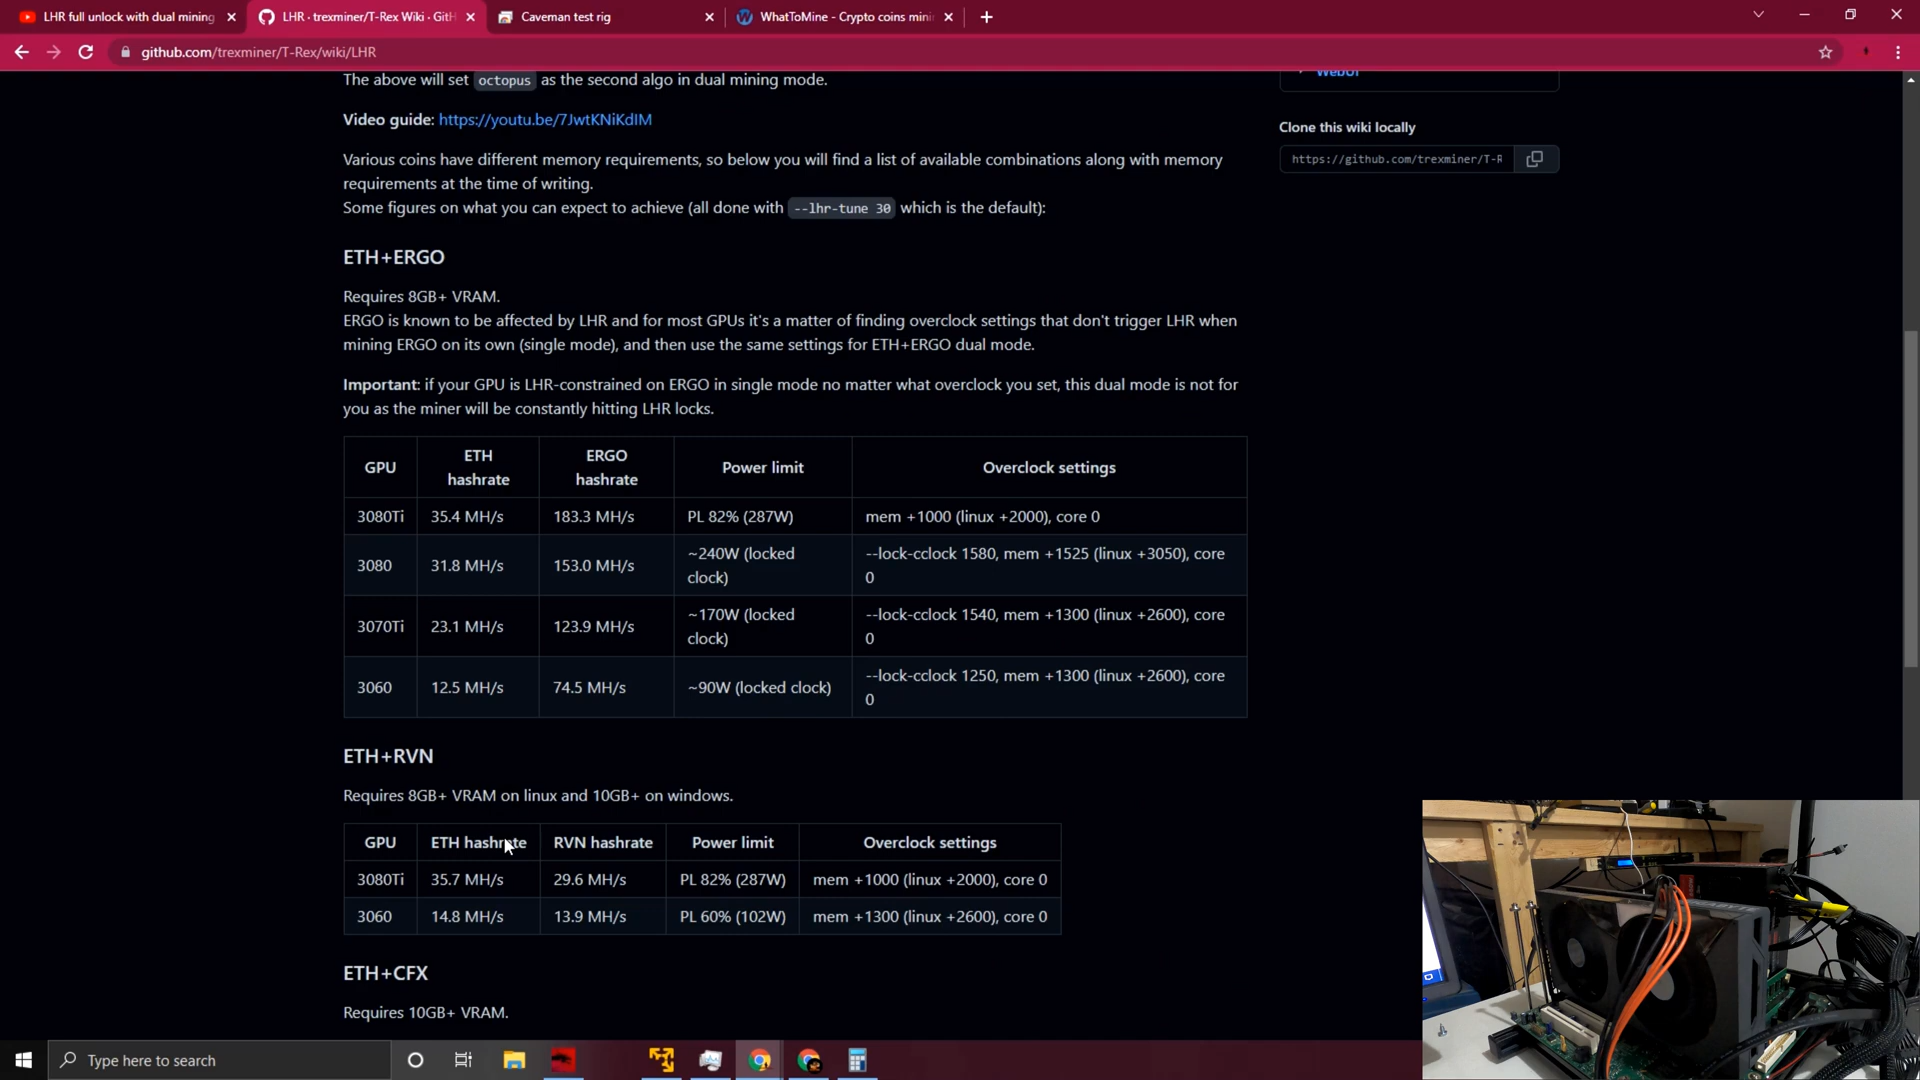 LHR full unlock with dual mining
LHR · trexminer/T-Rex Wiki · GitH
Caveman test rig
WhatToMine - Crypto coins mini
github.com/trexminer/T-Rex/wiki/LHR
The above will set octopus as the second algo in dual mining mode.
WebUI
Video guide: https://youtu.be/7JwtKNiKdIM
Clone this wiki locally
https://github.com/trexminer/T-R
Various coins have different memory requirements, so below you will find a list of available combinations along with memory
requirements at the time of writing.
Some figures on what you can expect to achieve (all done with --lhr-tune 30 which is the default):
ETH+ERGO
Requires 8GB+ VRAM.
ERGO is known to be affected by LHR and for most GPUs it's a matter of finding overclock settings that don't trigger LHR when
mining ERGO on its own (single mode), and then use the same settings for ETH+ERGO dual mode.
Important: if your GPU is LHR-constrained on ERGO in single mode no matter what overclock you set, this dual mode is not for
you as the miner will be constantly hitting LHR locks.
GPU ETH hashrate ERGO hashrate Power limit Overclock settings
3080Ti 35.4 MH/s 183.3 MH/s PL 82% (287W) mem +1000 (linux +2000), core 0
3080 31.8 MH/s 153.0 MH/s ~240W (locked clock) --lock-cclock 1580, mem +1525 (linux +3050), core 0
3070Ti 23.1 MH/s 123.9 MH/s ~170W (locked clock) --lock-cclock 1540, mem +1300 (linux +2600), core 0
3060 12.5 MH/s 74.5 MH/s ~90W (locked clock) --lock-cclock 1250, mem +1300 (linux +2600), core 0
ETH+RVN
Requires 8GB+ VRAM on linux and 10GB+ on windows.
GPU ETH hashrate RVN hashrate Power limit Overclock settings
3080Ti 35.7 MH/s 29.6 MH/s PL 82% (287W) mem +1000 (linux +2000), core 0
3060 14.8 MH/s 13.9 MH/s PL 60% (102W) mem +1300 (linux +2600), core 0
ETH+CFX
Requires 10GB+ VRAM.
Type here to search